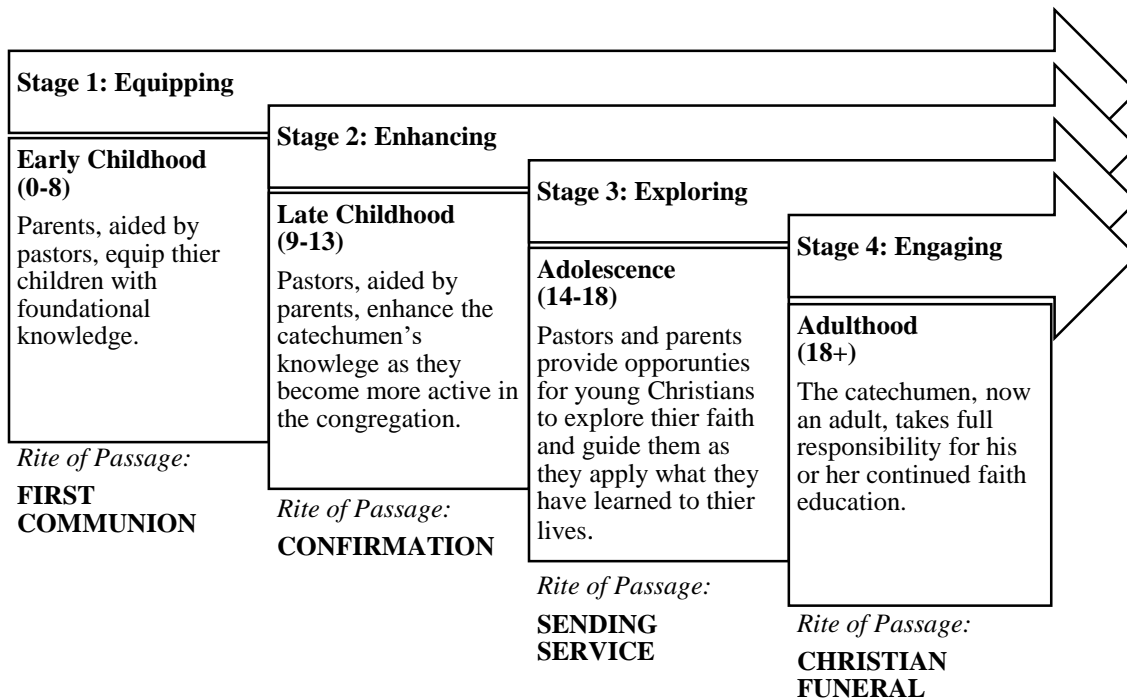 Stage 1: Equipping
Early Childhood
(0-8)
Parents, aided by
pastors, equip thier
children with
foundational
knowledge.
Rite of Passage:
FIRST
COMMUNION
Stage 2: Enhancing
Late Childhood
(9-13)
Pastors, aided by
parents, enhance the
catechumen’s
knowlege as they
become more active in
the congregation.
Rite of Passage:
CONFIRMATION
Stage 3: Exploring
Adolescence
(14-18)
Pastors and parents
provide opporunties
for young Christians
to explore thier faith
and guide them as
they apply what they
have learned to thier
lives.
Rite of Passage:
SENDING
SERVICE
Stage 4: Engaging
Adulthood
(18+)
The catechumen, now
an adult, takes full
responsibility for his
or her continued faith
education.
Rite of Passage:
CHRISTIAN
FUNERAL